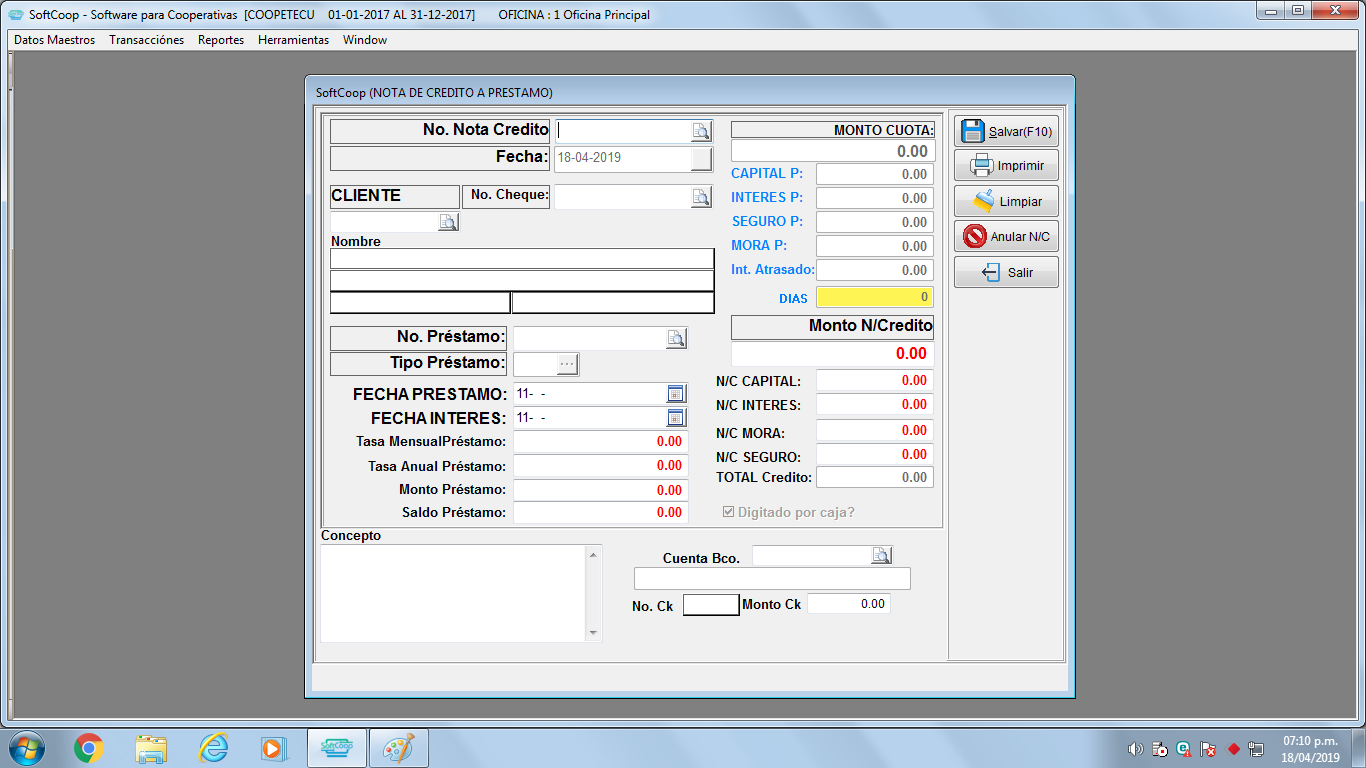 SoftCoop - Software para Cooperativas [COOPETECU 01-01-2017 AL 31-12-2017] OFICINA : 1 Oficina Principal
Datos Maestros Transacciónes Reportes Herramientas Window
SoftCoop (NOTA DE CREDITO A PRESTAMO)
No. Nota Credito
Fecha: 18-04-2019
CLIENTE No. Cheque:
Nombre
No. Préstamo:
Tipo Préstamo: ...
FECHA PRESTAMO: 11- -
FECHA INTERES: 11- -
Tasa MensualPréstamo: 0.00
Tasa Anual Préstamo: 0.00
Monto Préstamo: 0.00
Saldo Préstamo: 0.00
MONTO CUOTA:
0.00
CAPITAL P: 0.00
INTERES P: 0.00
SEGURO P: 0.00
MORA P: 0.00
Int. Atrasado: 0.00
DIAS 0
Monto N/Credito
0.00
N/C CAPITAL: 0.00
N/C INTERES: 0.00
N/C MORA: 0.00
N/C SEGURO: 0.00
TOTAL Credito: 0.00
Digitado por caja?
Salvar(F10)
Imprimir
Limpiar
Anular N/C
Salir
Concepto
Cuenta Bco.
No. Ck Monto Ck 0.00
SoftCoop
07:10 p.m.
18/04/2019